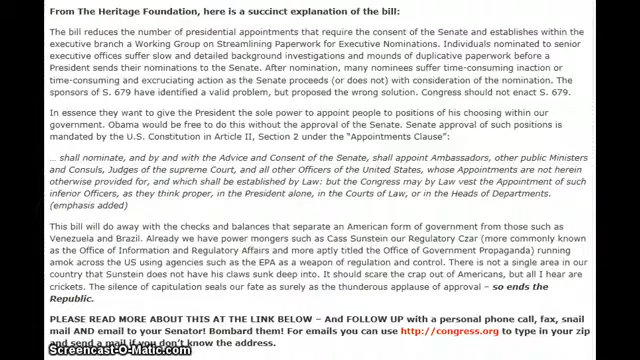 From The Heritage Foundation, here is a succinct explanation of the bill:
The bill reduces the number of presidential appointments that require the consent of the Senate and establishes within the
executive branch a Working Group on Streamlining Paperwork for Executive Nominations. Individuals nominated to senior
executive offices suffer slow and detailed background investigations and mounds of duplicative paperwork before a
President sends their nominations to the Senate. After nomination, many nominees suffer time-consuming inaction or
time-consuming and excruciating action as the Senate proceeds (or does not) with consideration of the nomination. The
sponsors of S. 679 have identified a valid problem, but proposed the wrong solution. Congress should not enact S. 679.
In essence they want to give the President the sole power to appoint people to positions of his choosing within our
government. Obama would be free to do this without the approval of the Senate. Senate approval of such positions is
mandated by the U.S. Constitution in Article II, Section 2 under the "Appointments Clause":
... shall nominate, and by and with the Advice and Consent of the Senate, shall appoint Ambassadors, other public Ministers
and Consuls, Judges of the supreme Court, and all other Officers of the United States, whose Appointments are not herein
otherwise provided for, and which shall be established by Law: but the Congress may by Law vest the Appointment of such
inferior Officers, as they think proper, in the President alone, in the Courts of Law, or in the Heads of Departments.
(emphasis added)
This bill will do away with the checks and balances that separate an American form of government from those such as
Venezuela and Brazil. Already we have power mongers such as Cass Sunstein our Regulatory Czar (more commonly known
as the Office of Information and Regulatory Affairs and more aptly titled the Office of Government Propaganda) running
amok across the US using agencies such as the EPA as a weapon of regulation and control. There is not a single area in our
country that Sunstein does not have his claws sunk deep into. It should scare the crap out of Americans, but all I hear are
crickets. The silence of capitulation seals our fate as surely as the thunderous applause of approval – so ends the
Republic.
PLEASE READ MORE ABOUT THIS AT THE LINK BELOW – And FOLLOW UP with a personal phone call, fax, snail
mail AND email to your Senator! Bombard them! For emails you can use http://congress.org to type in your zip
and send a mail if you don't know the address.
Screencast-O-Matic.com